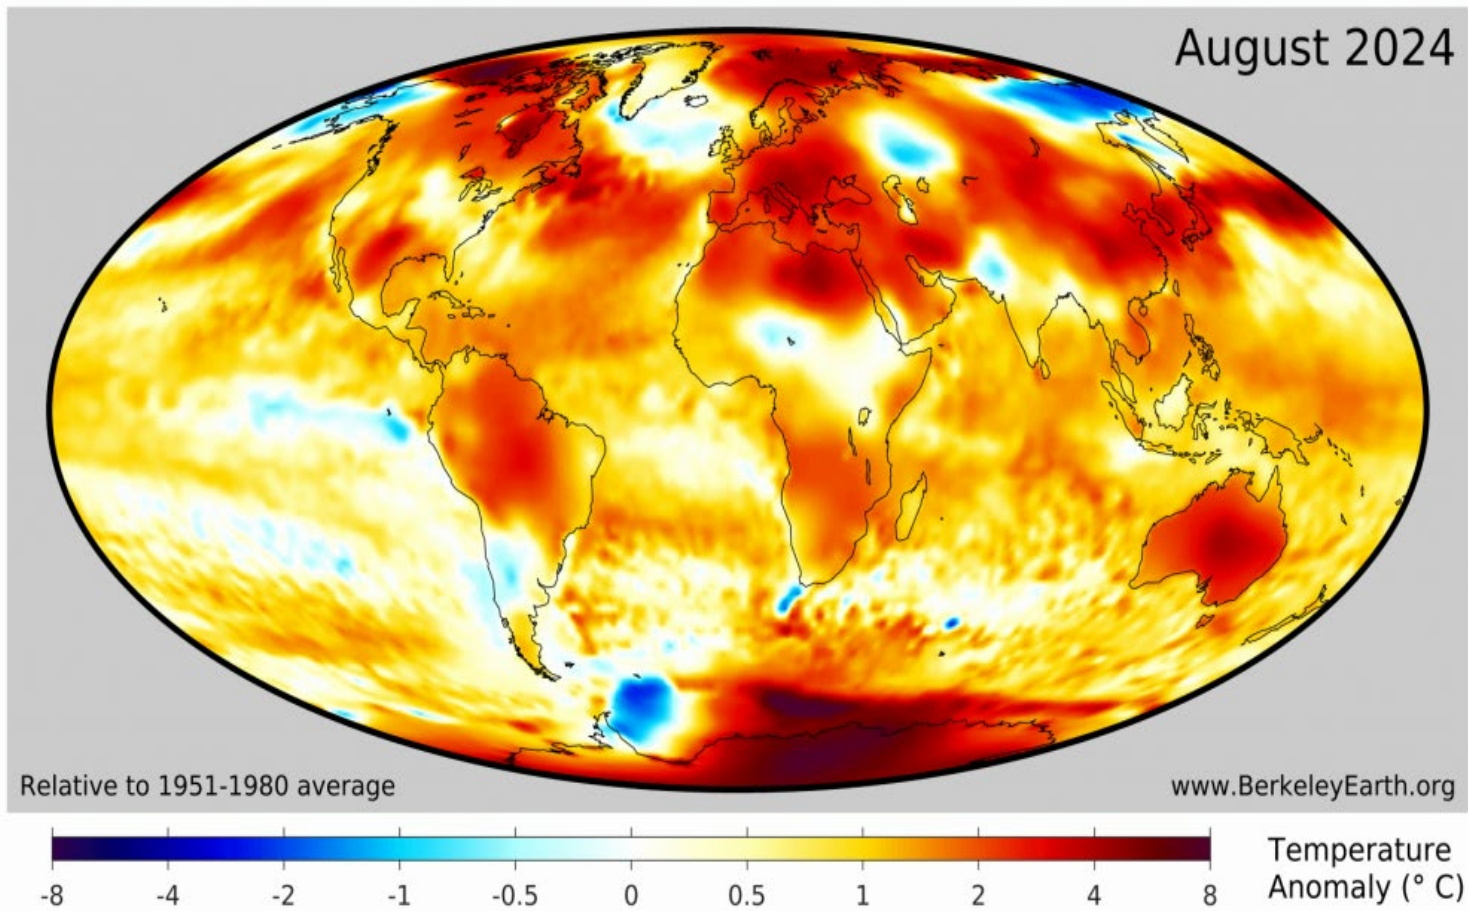 August 2024
Relative to 1951-1980 average
www.BerkeleyEarth.org
-8 -4 -2 -1 -0.5 0 0.5 1 2 4 8
Temperature
Anomaly (° C)